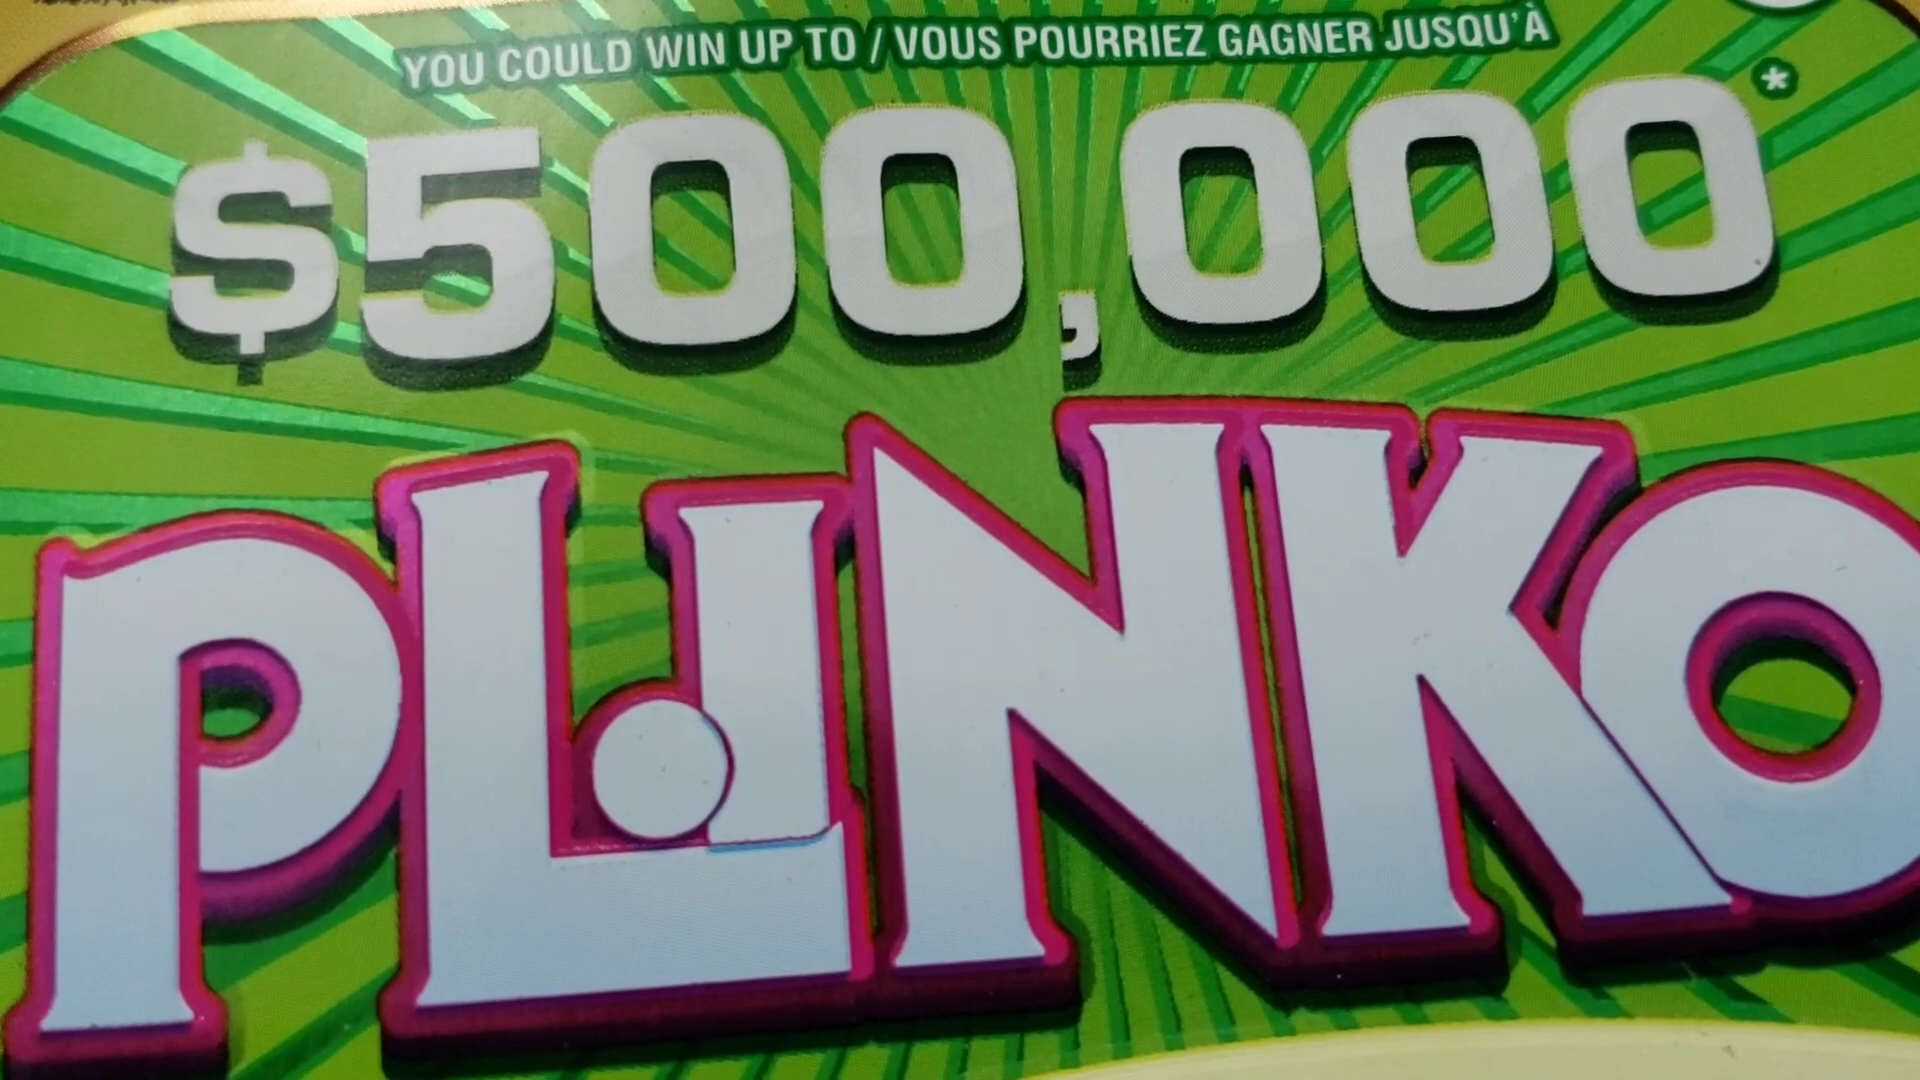 YOU COULD WIN UP TO / VOUS POURRIEZ GAGNER JUSQU'À
$500,000*
PLINKO